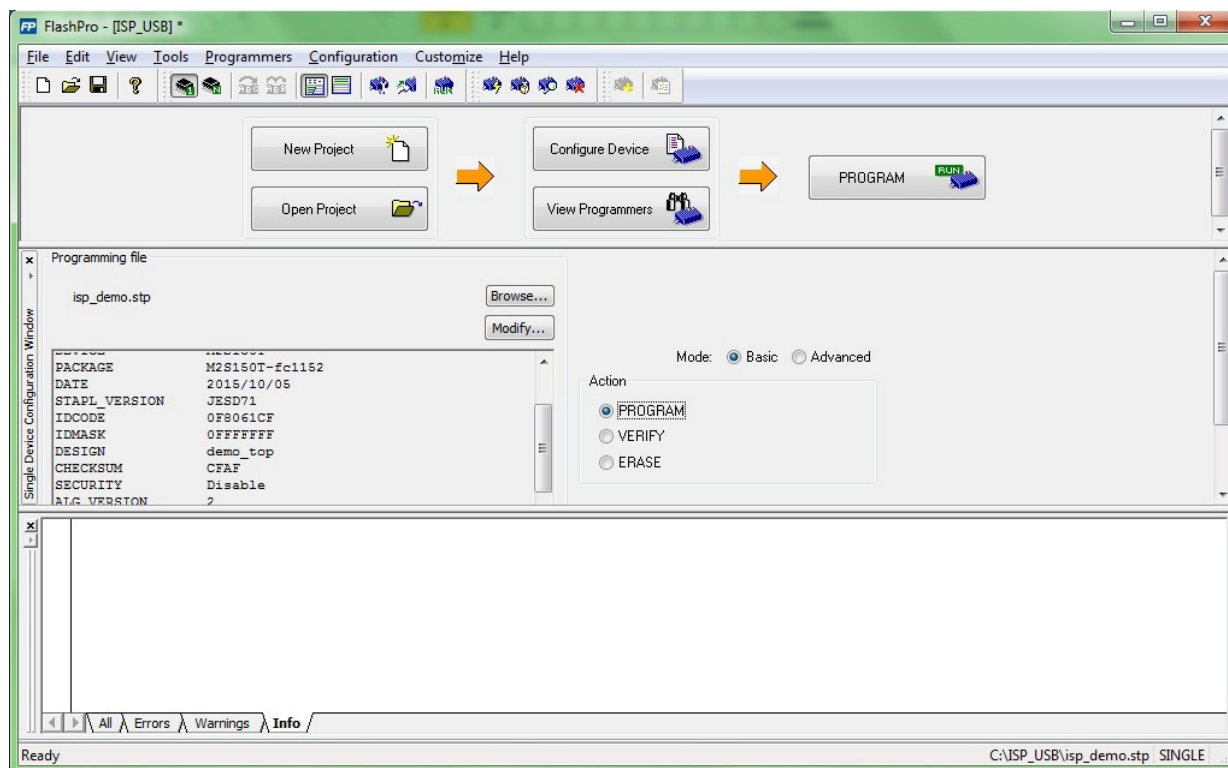 FlashPro - [ISP_USB] *
File Edit View Tools Programmers Configuration Customize Help
New Project
Configure Device
PROGRAM
RUN
Open Project
View Programmers
Single Device Configuration Window
Programming file
isp_demo.stp
Browse...
Modify...
PACKAGE M2S150T-fc1152
DATE 2015/10/05
STAPL_VERSION JESD71
IDCODE 0F8061CF
IDMASK 0FFFFFFF
DESIGN demo_top
CHECKSUM CFAF
SECURITY Disable
ALG_VERSION 2
Mode: Basic Advanced
Action
PROGRAM
VERIFY
ERASE
All Errors Warnings Info
Ready
C:\ISP_USB\isp_demo.stp SINGLE